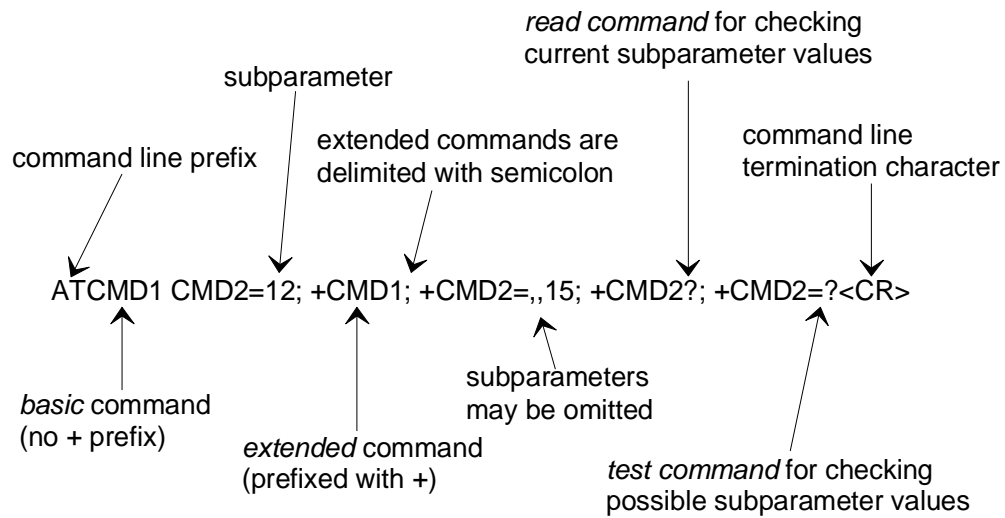 read command for checking
current subparameter values
subparameter
command line prefix
extended commands are
delimited with semicolon
command line
termination character
ATCMD1 CMD2=12; +CMD1; +CMD2=,,15; +CMD2?; +CMD2=?<CR>
basic command
(no + prefix)
extended command
(prefixed with +)
subparameters
may be omitted
test command for checking
possible subparameter values